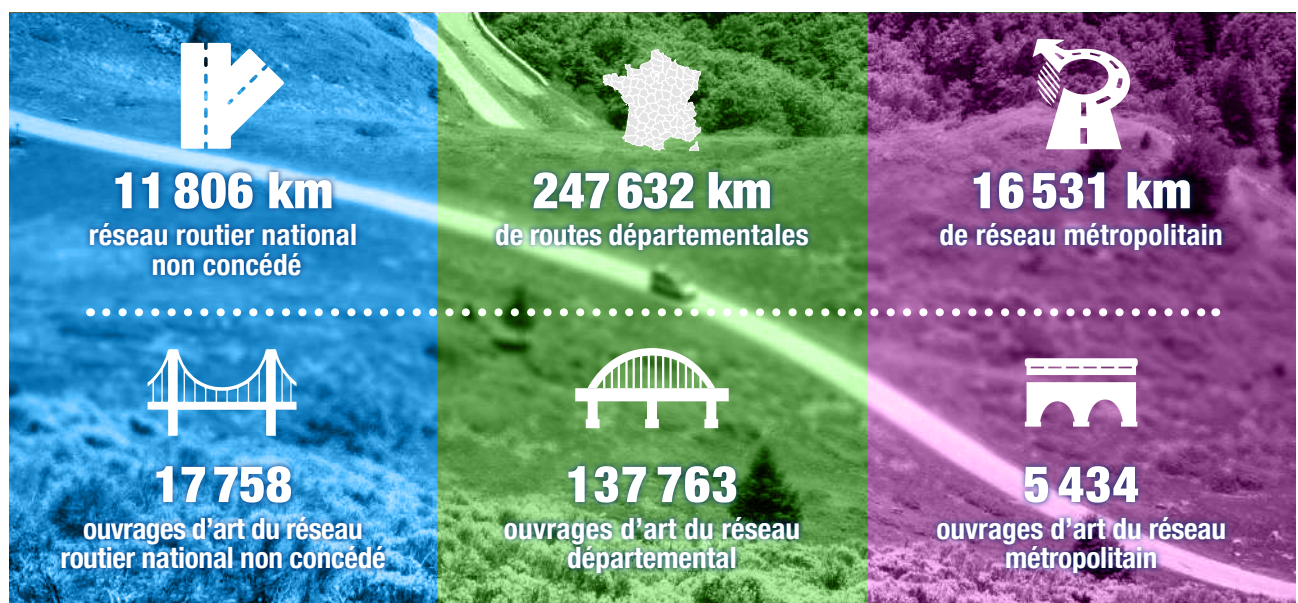 11 806 km
réseau routier national
non concédé
247 632 km
de routes départementales
16 531 km
de réseau métropolitain
17 758
ouvrages d’art du réseau
routier national non concédé
137 763
ouvrages d’art du réseau
départemental
5 434
ouvrages d’art du réseau
métropolitain